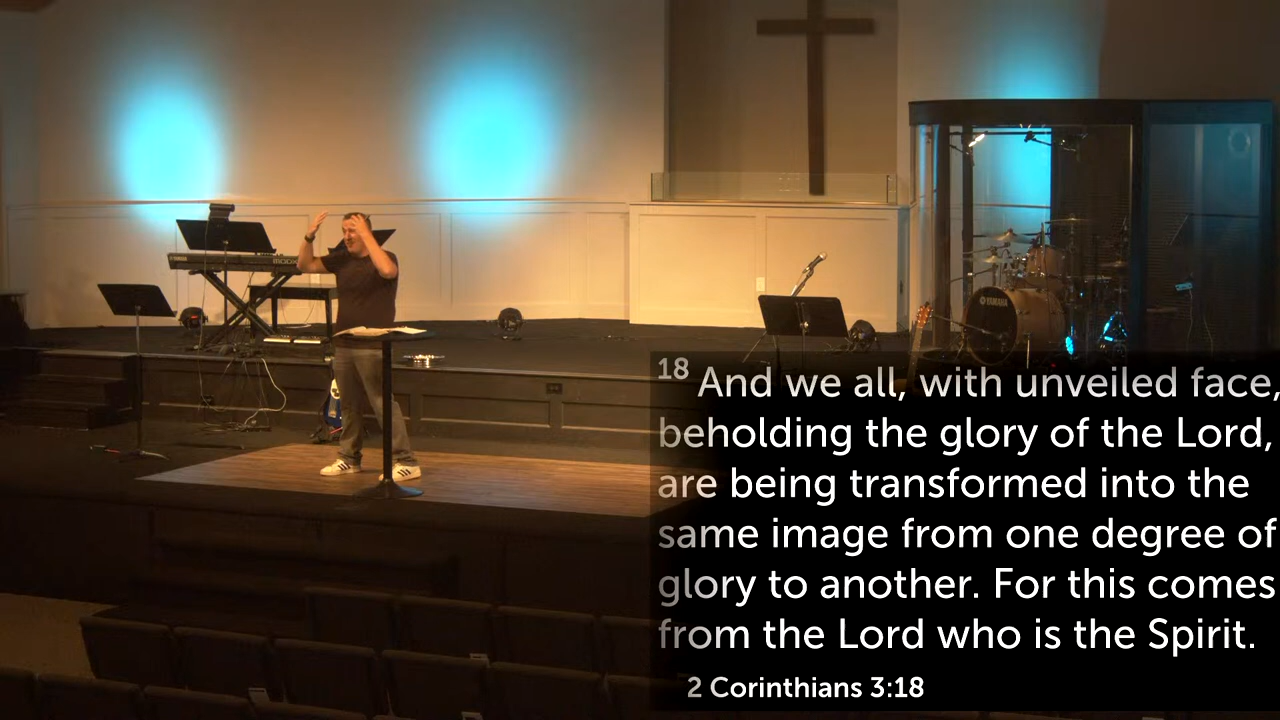 YAMAHA
18 And we all, with unveiled face,
beholding the glory of the Lord,
are being transformed into the
same image from one degree of
glory to another. For this comes
from the Lord who is the Spirit.
2 Corinthians 3:18